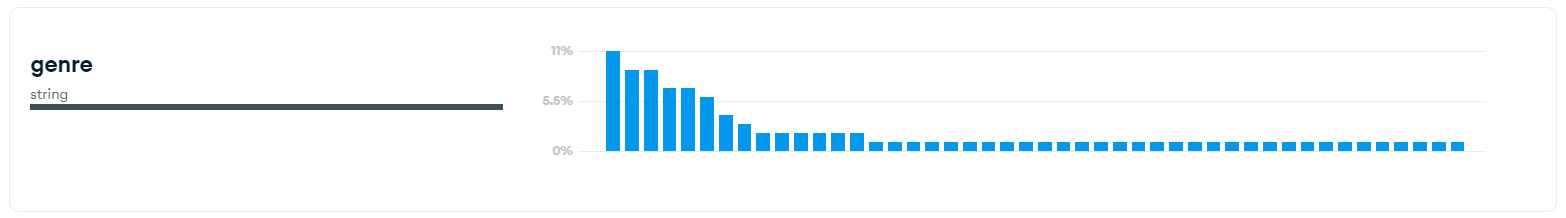 genre
string
11%
5.5%
0%